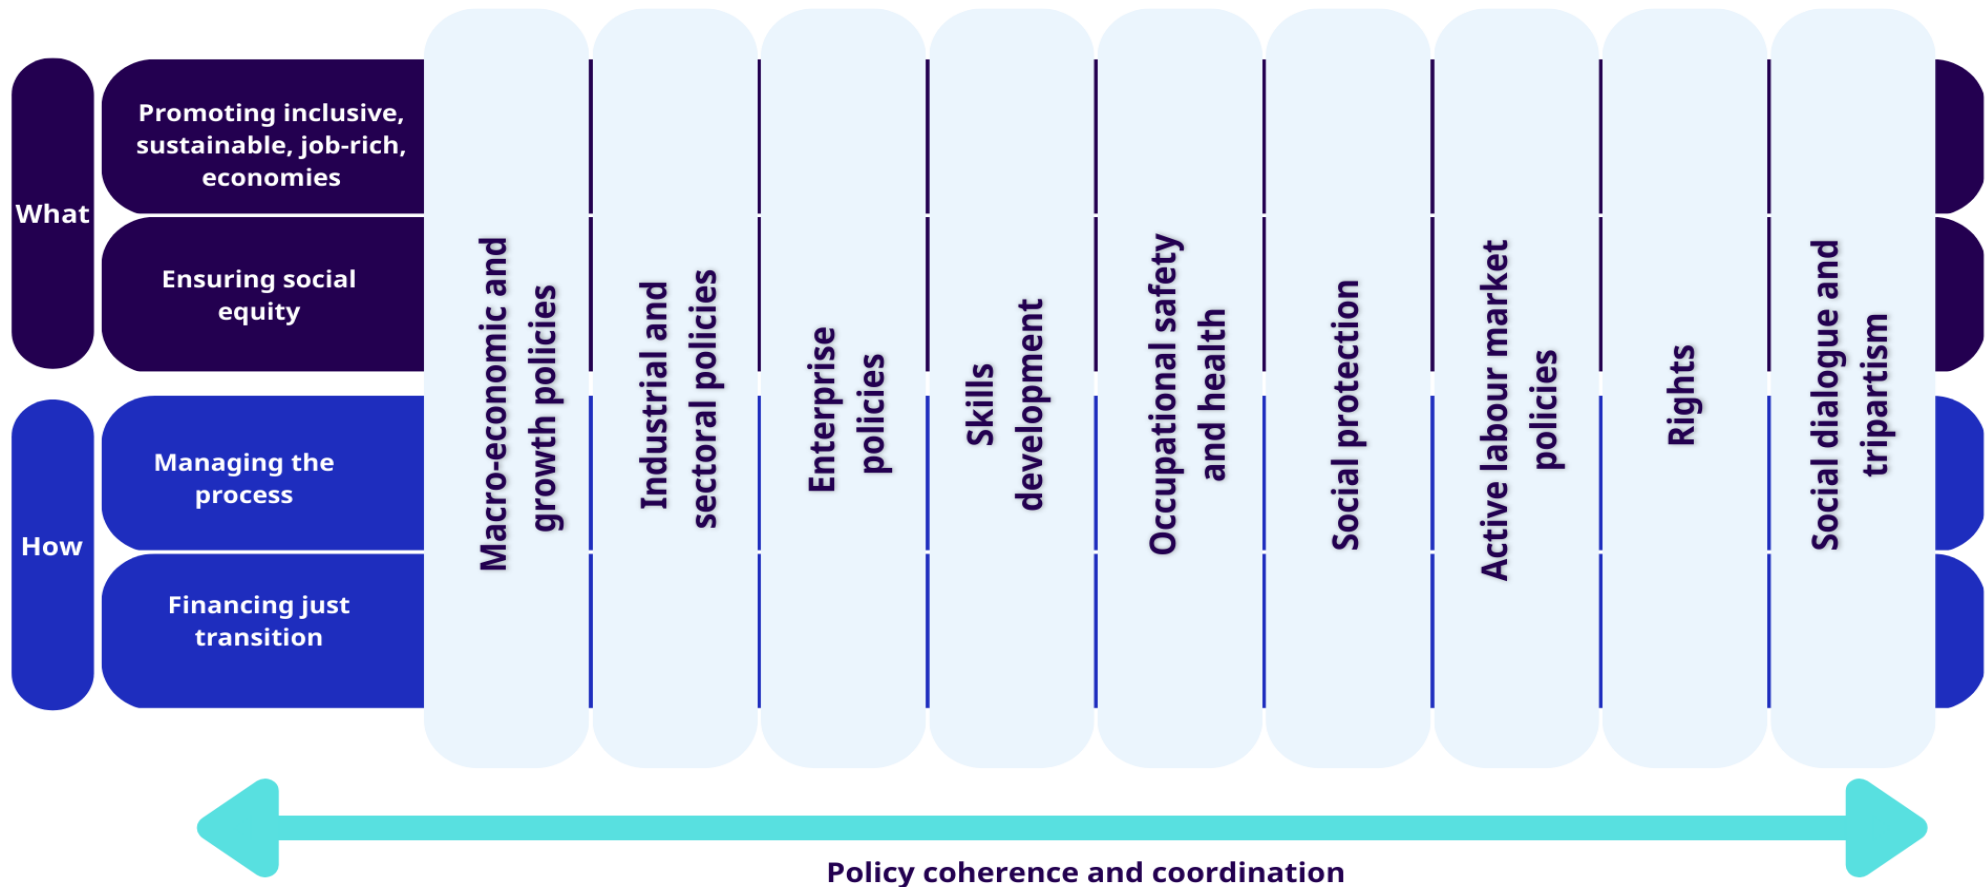 What
Promoting inclusive,
sustainable, job-rich,
economies
Ensuring social
equity
How
Managing the
process
Financing just
transition
Macro-economic and
growth policies
Industrial and
sectoral policies
Enterprise
policies
Skills
development
Occupational safety
and health
Social protection
Active labour market
policies
Rights
Social dialogue and
tripartism
Policy coherence and coordination